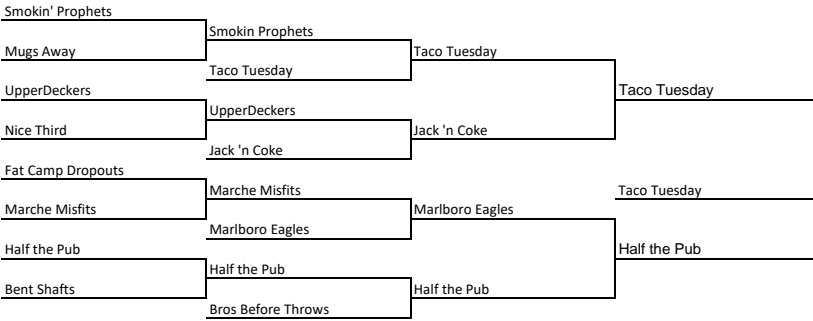 Smokin' Prophets
Smokin Prophets
Mugs Away
Taco Tuesday
Taco Tuesday
UpperDeckers
Taco Tuesday
UpperDeckers
Nice Third
Jack 'n Coke
Jack 'n Coke
Fat Camp Dropouts
Marche Misfits
Taco Tuesday
Marche Misfits
Marlboro Eagles
Marlboro Eagles
Half the Pub
Half the Pub
Half the Pub
Bent Shafts
Half the Pub
Bros Before Throws